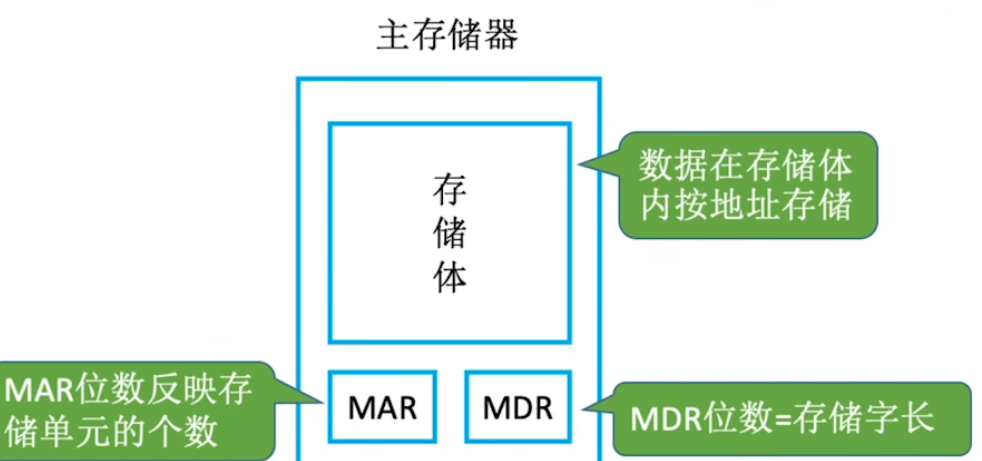 主存储器
存
储
体
数据在存储体
内按地址存储
MAR位数反映存
储单元的个数
MAR
MDR
MDR位数=存储字长